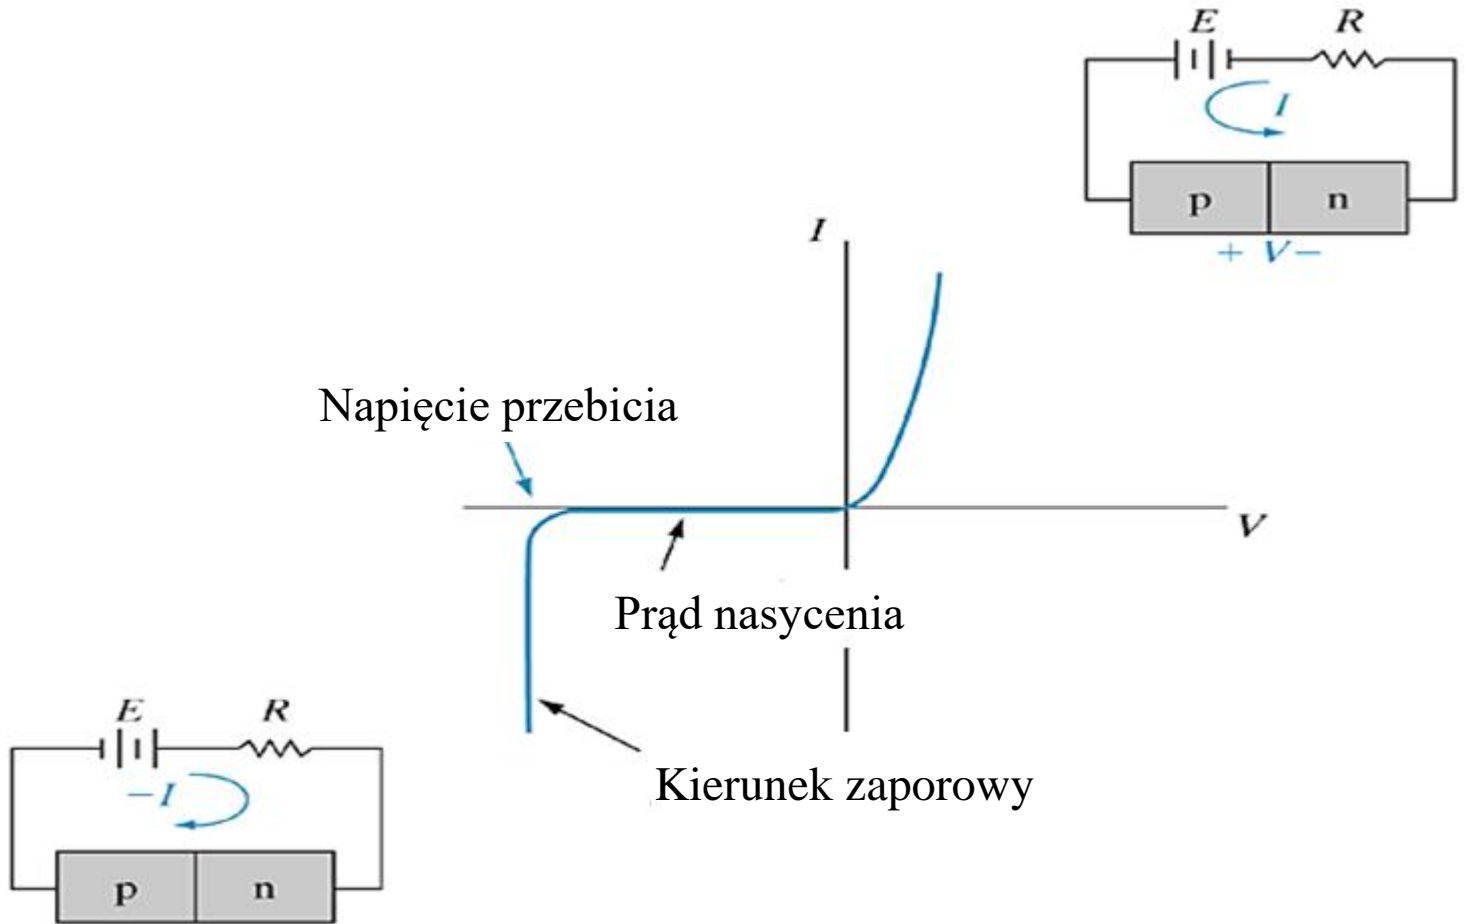 E R
I
p n
+ V −
I
Napięcie przebicia
V
Prąd nasycenia
E R
−I
Kierunek zaporowy
p n